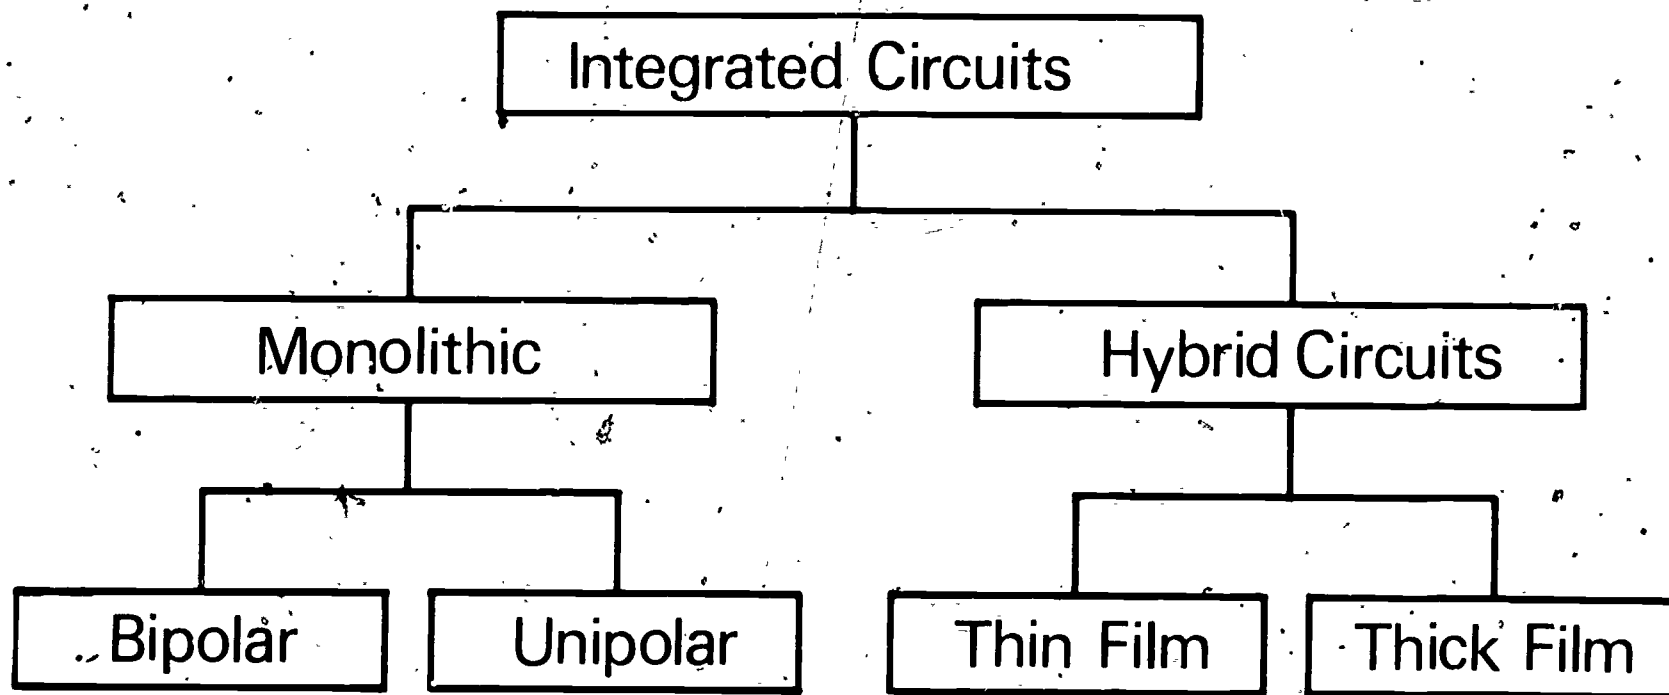 Integrated Circuits
Monolithic
Hybrid Circuits
Bipolar
Unipolar
Thin Film
Thick Film